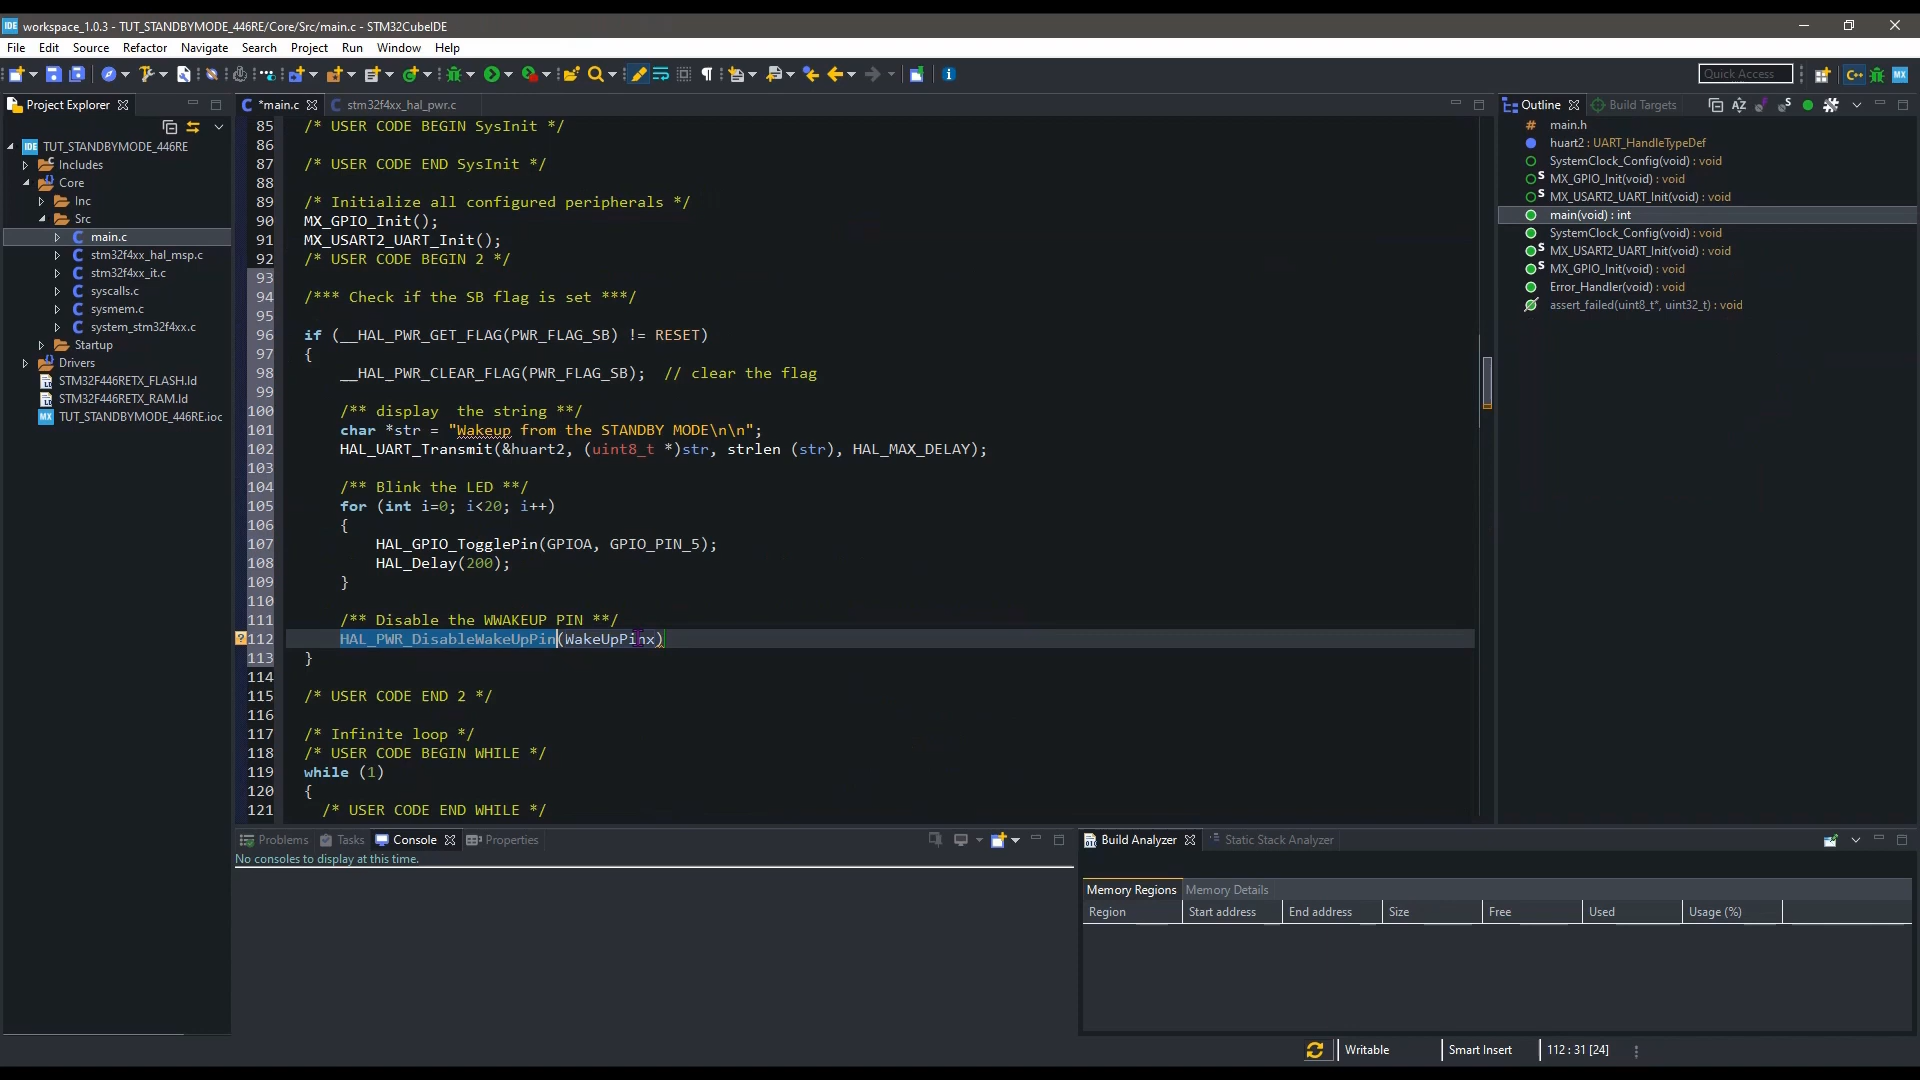 workspace_1.0.3 - TUT_STANDBYMODE_446RE/Core/Src/main.c - STM32CubeIDE
File Edit Source Refactor Navigate Search Project Run Window Help
Quick Access
Project Explorer
TUT_STANDBYMODE_446RE
Includes
Core
Inc
Src
main.c
stm32f4xx_hal_msp.c
stm32f4xx_it.c
syscalls.c
sysmem.c
system_stm32f4xx.c
Startup
Drivers
STM32F446RETX_FLASH.ld
STM32F446RETX_RAM.ld
TUT_STANDBYMODE_446RE.ioc
*main.c stm32f4xx_hal_pwr.c
85 /* USER CODE BEGIN SysInit */
86
87 /* USER CODE END SysInit */
88
89 /* Initialize all configured peripherals */
90 MX_GPIO_Init();
91 MX_USART2_UART_Init();
92 /* USER CODE BEGIN 2 */
93
94 /*** Check if the SB flag is set ***/
95
96 if (__HAL_PWR_GET_FLAG(PWR_FLAG_SB) != RESET)
97 {
98 __HAL_PWR_CLEAR_FLAG(PWR_FLAG_SB); // clear the flag
99
100 /** display the string **/
101 char *str = "Wakeup from the STANDBY MODE\n\n";
102 HAL_UART_Transmit(&huart2, (uint8_t *)str, strlen (str), HAL_MAX_DELAY);
103
104 /** Blink the LED **/
105 for (int i=0; i<20; i++)
106 {
107 HAL_GPIO_TogglePin(GPIOA, GPIO_PIN_5);
108 HAL_Delay(200);
109 }
110
111 /** Disable the WWAKEUP PIN **/
112 HAL_PWR_DisableWakeUpPin(WakeUpPinx)
113 }
114
115 /* USER CODE END 2 */
116
117 /* Infinite loop */
118 /* USER CODE BEGIN WHILE */
119 while (1)
120 {
121 /* USER CODE END WHILE */
Outline Build Targets
main.h
huart2 : UART_HandleTypeDef
SystemClock_Config(void) : void
MX_GPIO_Init(void) : void
MX_USART2_UART_Init(void) : void
main(void) : int
SystemClock_Config(void) : void
MX_USART2_UART_Init(void) : void
MX_GPIO_Init(void) : void
Error_Handler(void) : void
assert_failed(uint8_t*, uint32_t) : void
Problems Tasks Console Properties
No consoles to display at this time.
Build Analyzer Static Stack Analyzer
Memory Regions Memory Details
Region Start address End address Size Free Used Usage (%)
Writable Smart Insert 112 : 31 [24]